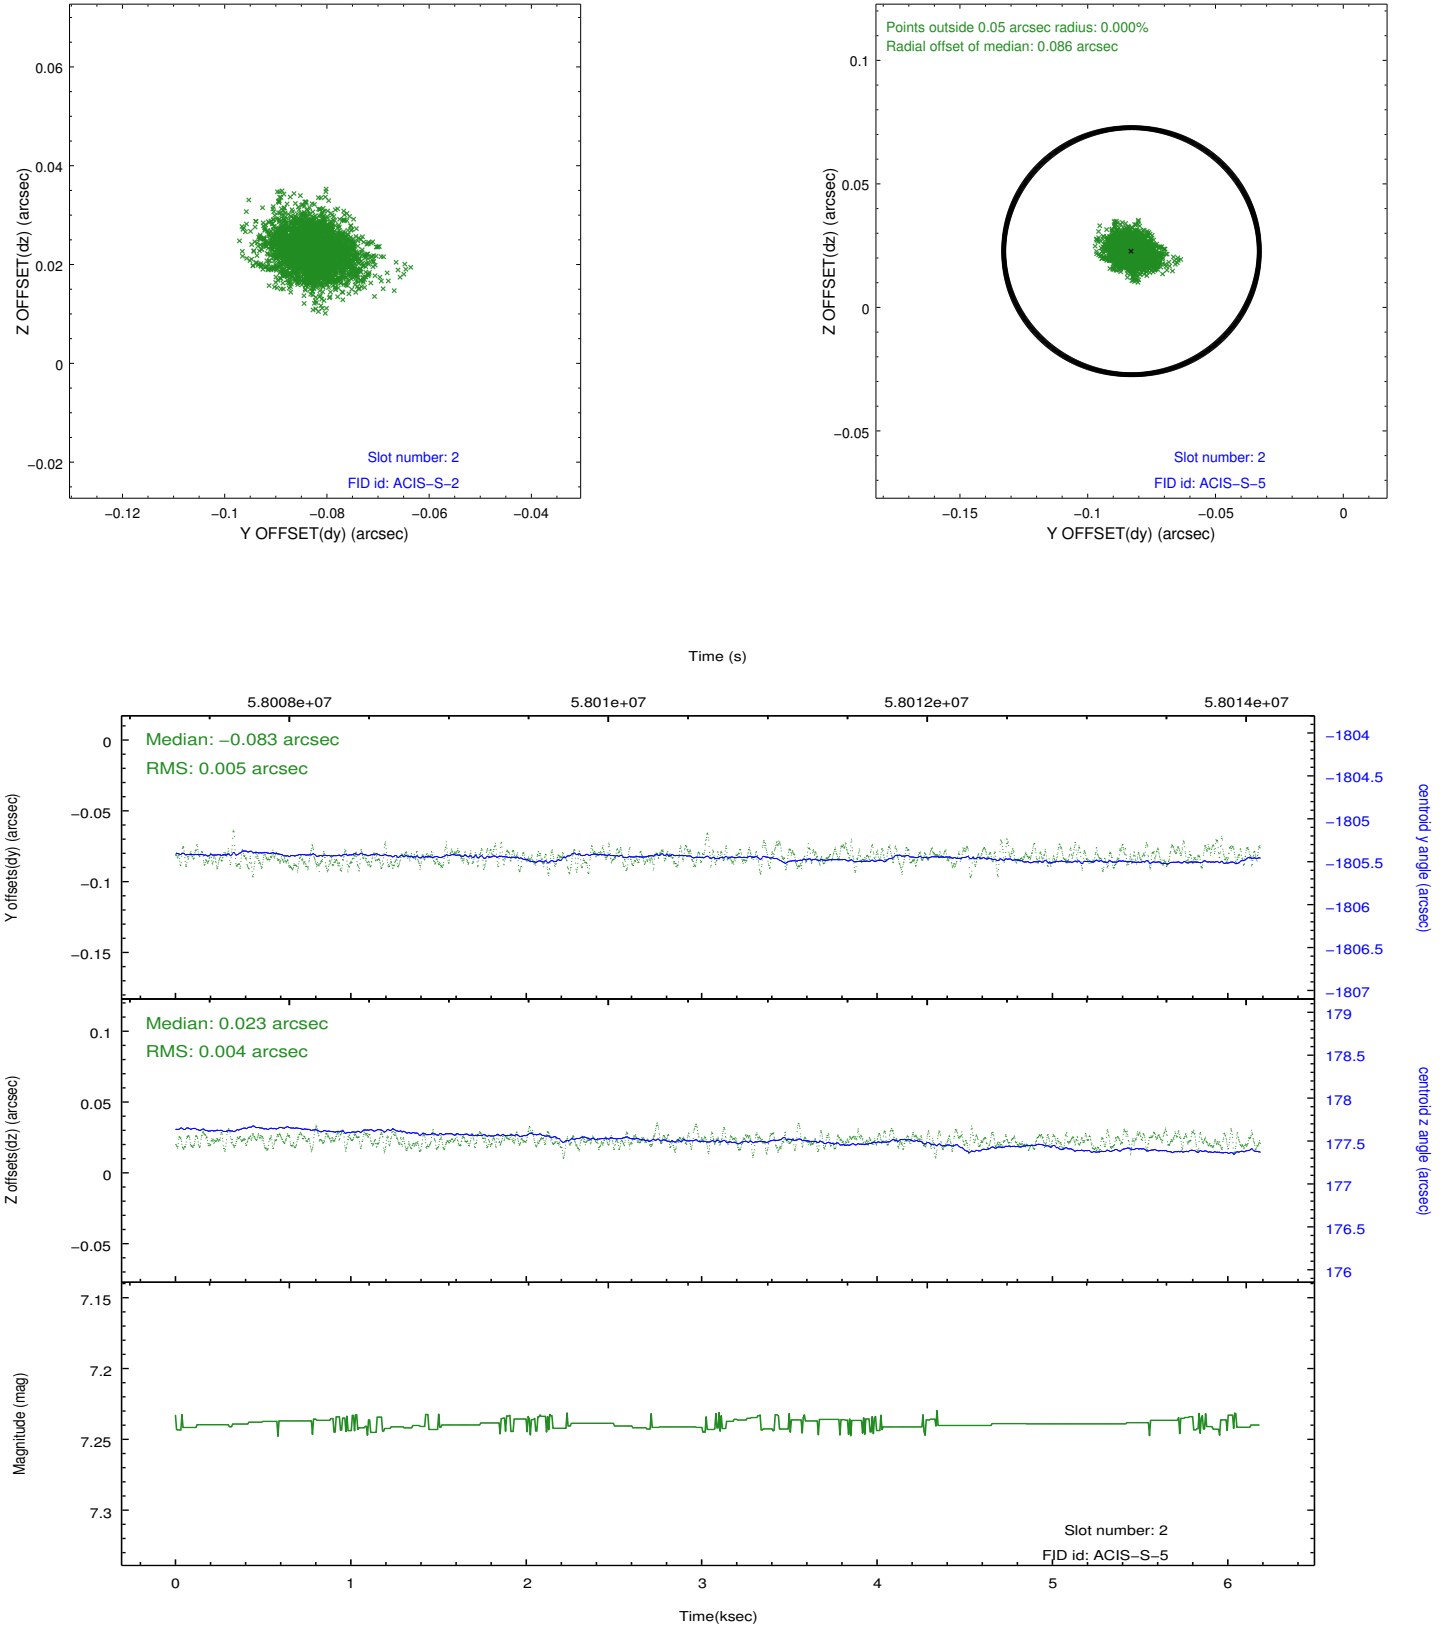 0.06
0.04
0.02
0
−0.02
Z OFFSET(dz) (arcsec)
Slot number: 2
FID id: ACIS−S−2
−0.12
−0.1
−0.08
−0.06
−0.04
Y OFFSET(dy) (arcsec)
Points outside 0.05 arcsec radius: 0.000%
Radial offset of median: 0.086 arcsec
0.1
0.05
0
−0.05
Z OFFSET(dz) (arcsec)
Slot number: 2
FID id: ACIS−S−5
−0.15
−0.1
−0.05
0
Y OFFSET(dy) (arcsec)
Time (s)
5.8008e+07
5.801e+07
5.8012e+07
5.8014e+07
Median: −0.083 arcsec
RMS: 0.005 arcsec
0
−0.05
−0.1
−0.15
Y offsets(dy) (arcsec)
−1804
−1804.5
−1805
−1805.5
−1806
−1806.5
−1807
centroid y angle (arcsec)
Median: 0.023 arcsec
RMS: 0.004 arcsec
0.1
0.05
0
−0.05
Z offsets(dz) (arcsec)
179
178.5
178
177.5
177
176.5
176
centroid z angle (arcsec)
7.15
7.2
7.25
7.3
Magnitude (mag)
Slot number: 2
FID id: ACIS−S−5
0
1
2
3
4
5
6
Time(ksec)